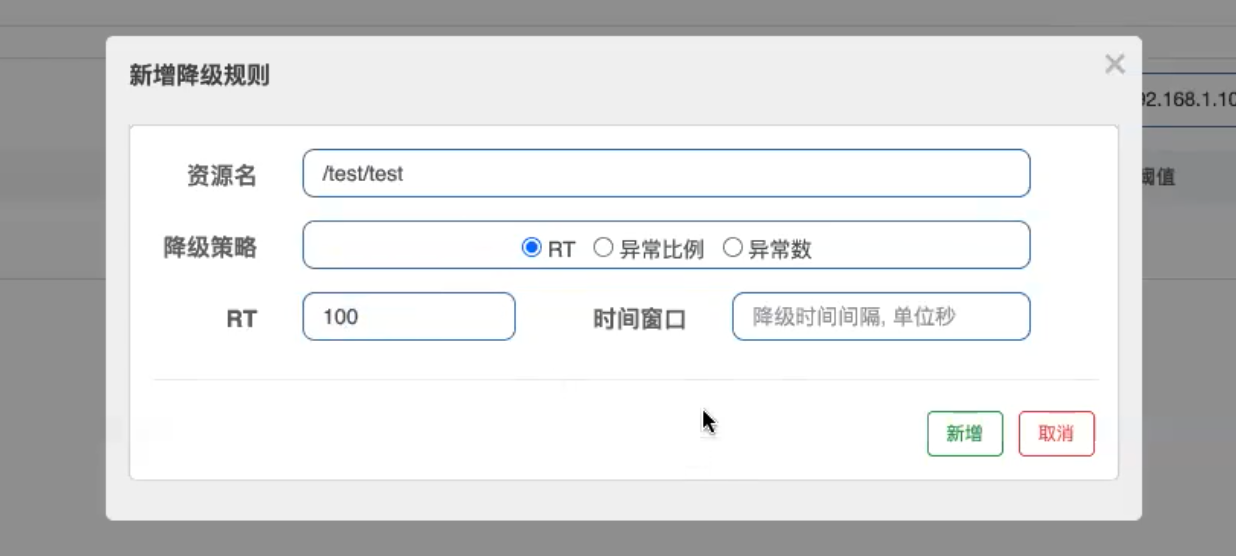 新增降级规则
×
92.168.1.10
资源名 /test/test
阈值
降级策略 RT 异常比例 异常数
RT 100 时间窗口 降级时间间隔, 单位秒
新增 取消